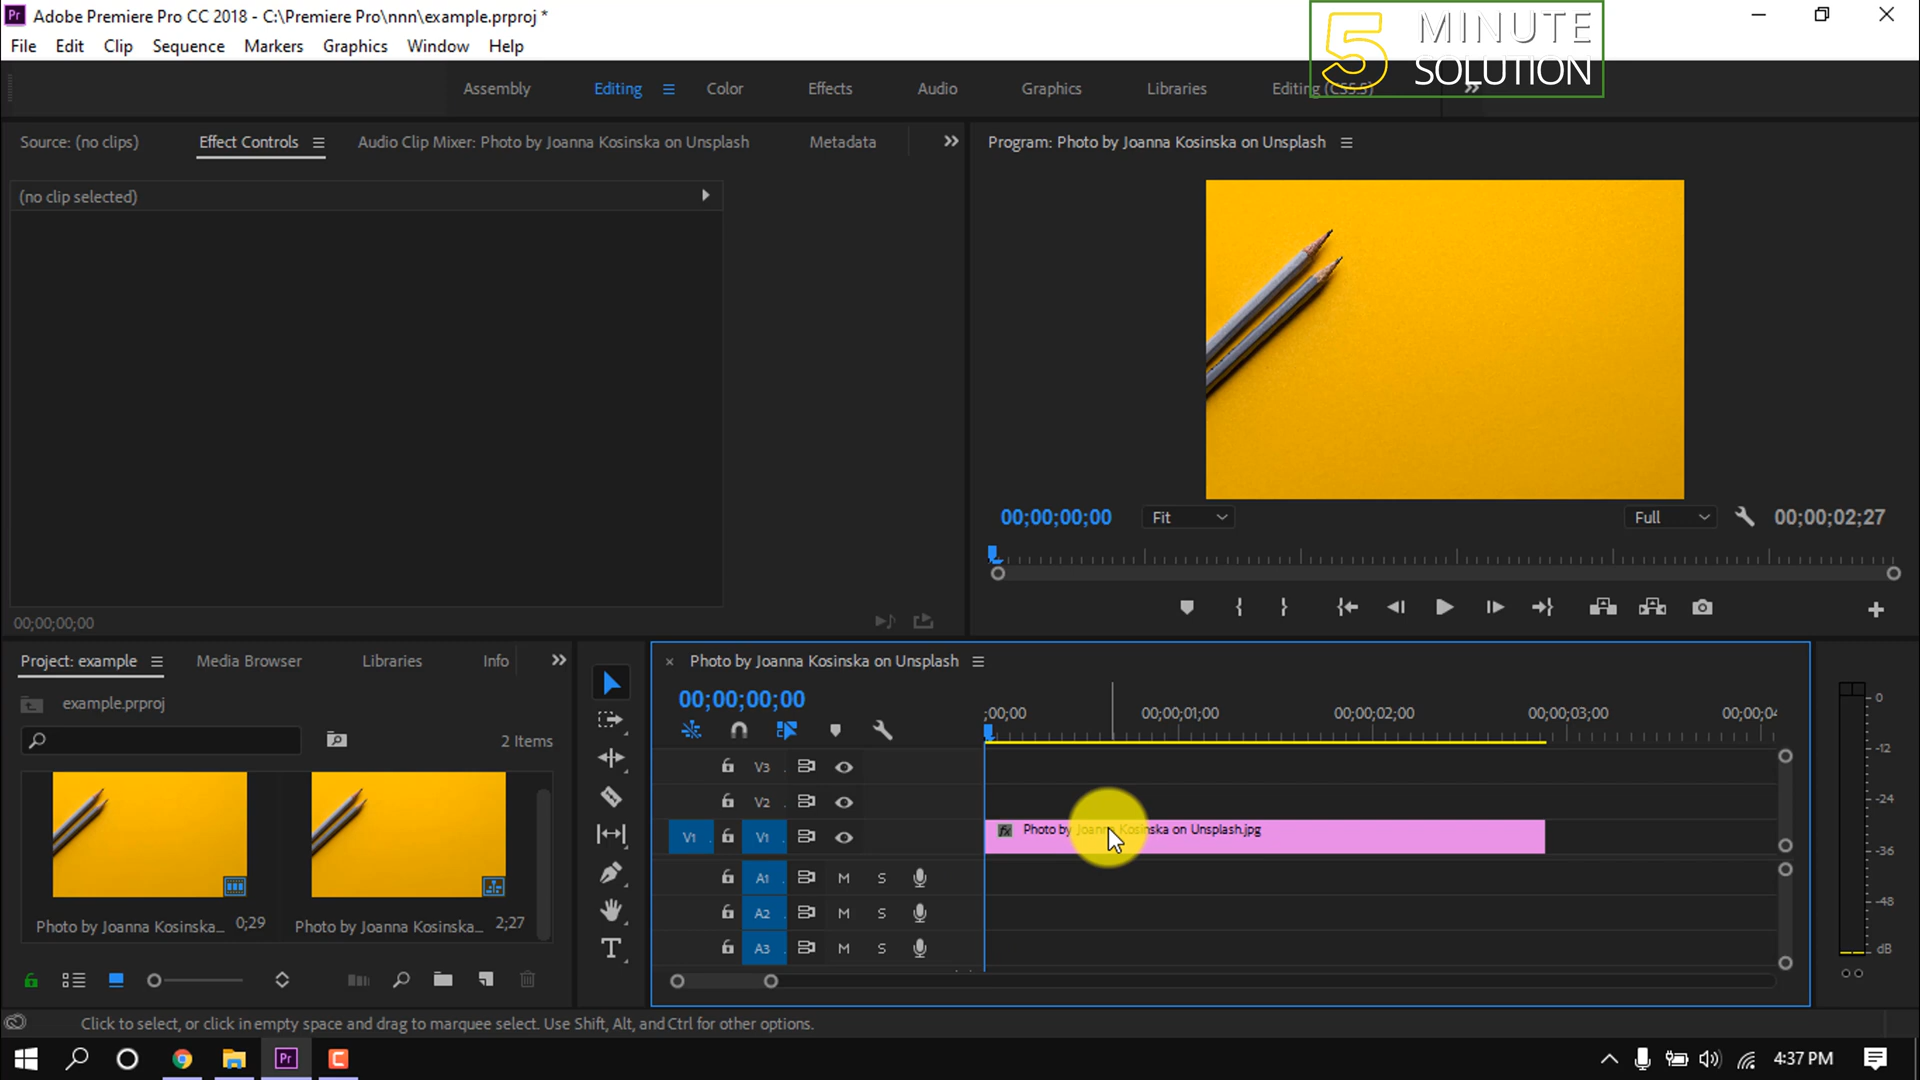 Adobe Premiere Pro CC 2018 - C:\Premiere Pro\nnn\example.prproj *
File Edit Clip Sequence Markers Graphics Window Help
5 MINUTE
SOLUTION
Assembly Editing Color Effects Audio Graphics Libraries Editing (CS5.5)
Source: (no clips) Effect Controls Audio Clip Mixer: Photo by Joanna Kosinska on Unsplash Metadata
Program: Photo by Joanna Kosinska on Unsplash
(no clip selected)
00;00;00;00 Fit Full 00;00;02;27
00;00;00;00
Project: example Media Browser Libraries Info
example.prproj
2 Items
Photo by Joanna Kosinska... 0;29
Photo by Joanna Kosinska... 2;27
Photo by Joanna Kosinska on Unsplash
00;00;00;00
;00;00 00;00;01;00 00;00;02;00 00;00;03;00 00;00;04
V3
V2
V1 V1
fx Photo by Joanna Kosinska on Unsplash.jpg
A1 M S
A2 M S
A3 M S
0
-12
-24
-36
-48
dB
Click to select, or click in empty space and drag to marquee select. Use Shift, Alt, and Ctrl for other options.
4:37 PM